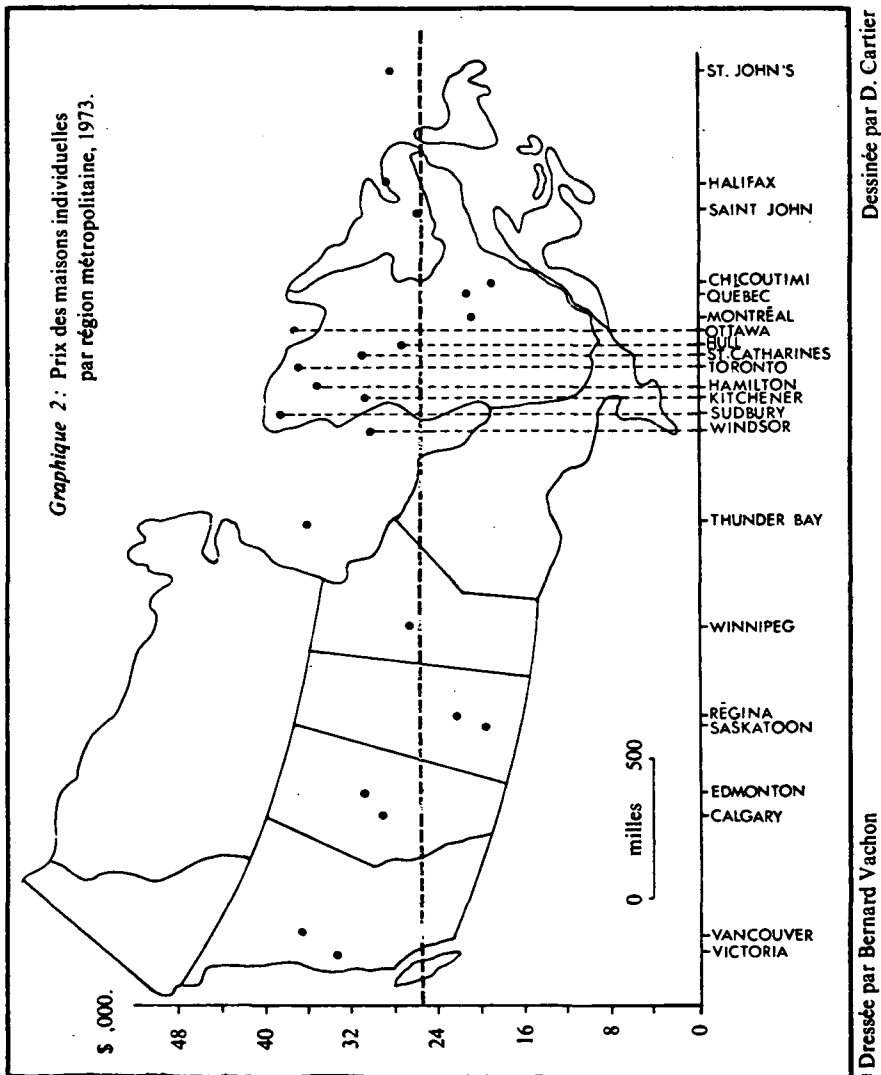 Graphique 2: Prix des maisons individuelles
par région métropolitaine, 1973.
$ ,000.
48
40
32
24
16
8
0
milles
0 500
VICTORIA
VANCOUVER
CALGARY
EDMONTON
SASKATOON
RÉGINA
WINNIPEG
THUNDER BAY
WINDSOR
SUDBURY
KITCHENER
HAMILTON
TORONTO
ST.CATHARINES
HULL
OTTAWA
MONTRÉAL
QUÉBEC
CHICOUTIMI
SAINT JOHN
HALIFAX
ST. JOHN'S
Dressée par Bernard Vachon
Dessinée par D. Cartier